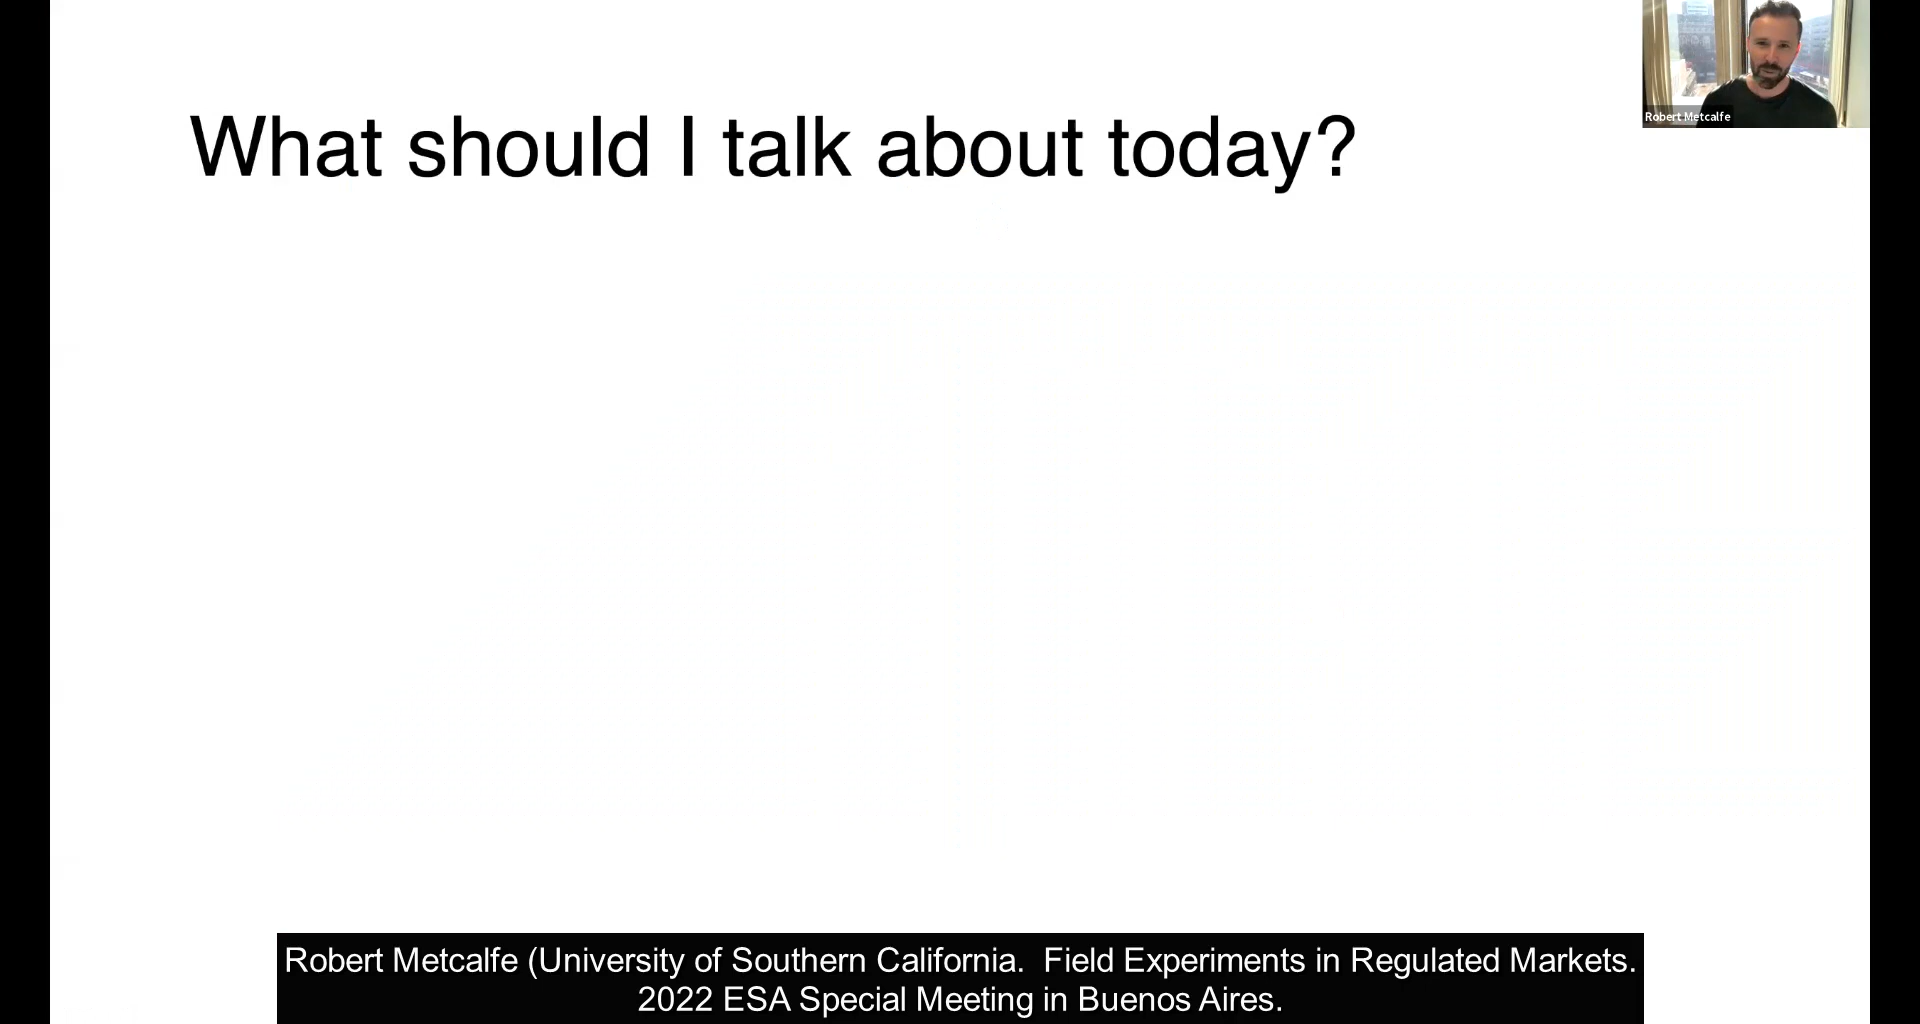 What should I talk about today?
Robert Metcalfe
Robert Metcalfe (University of Southern California.  Field Experiments in Regulated Markets.
2022 ESA Special Meeting in Buenos Aires.